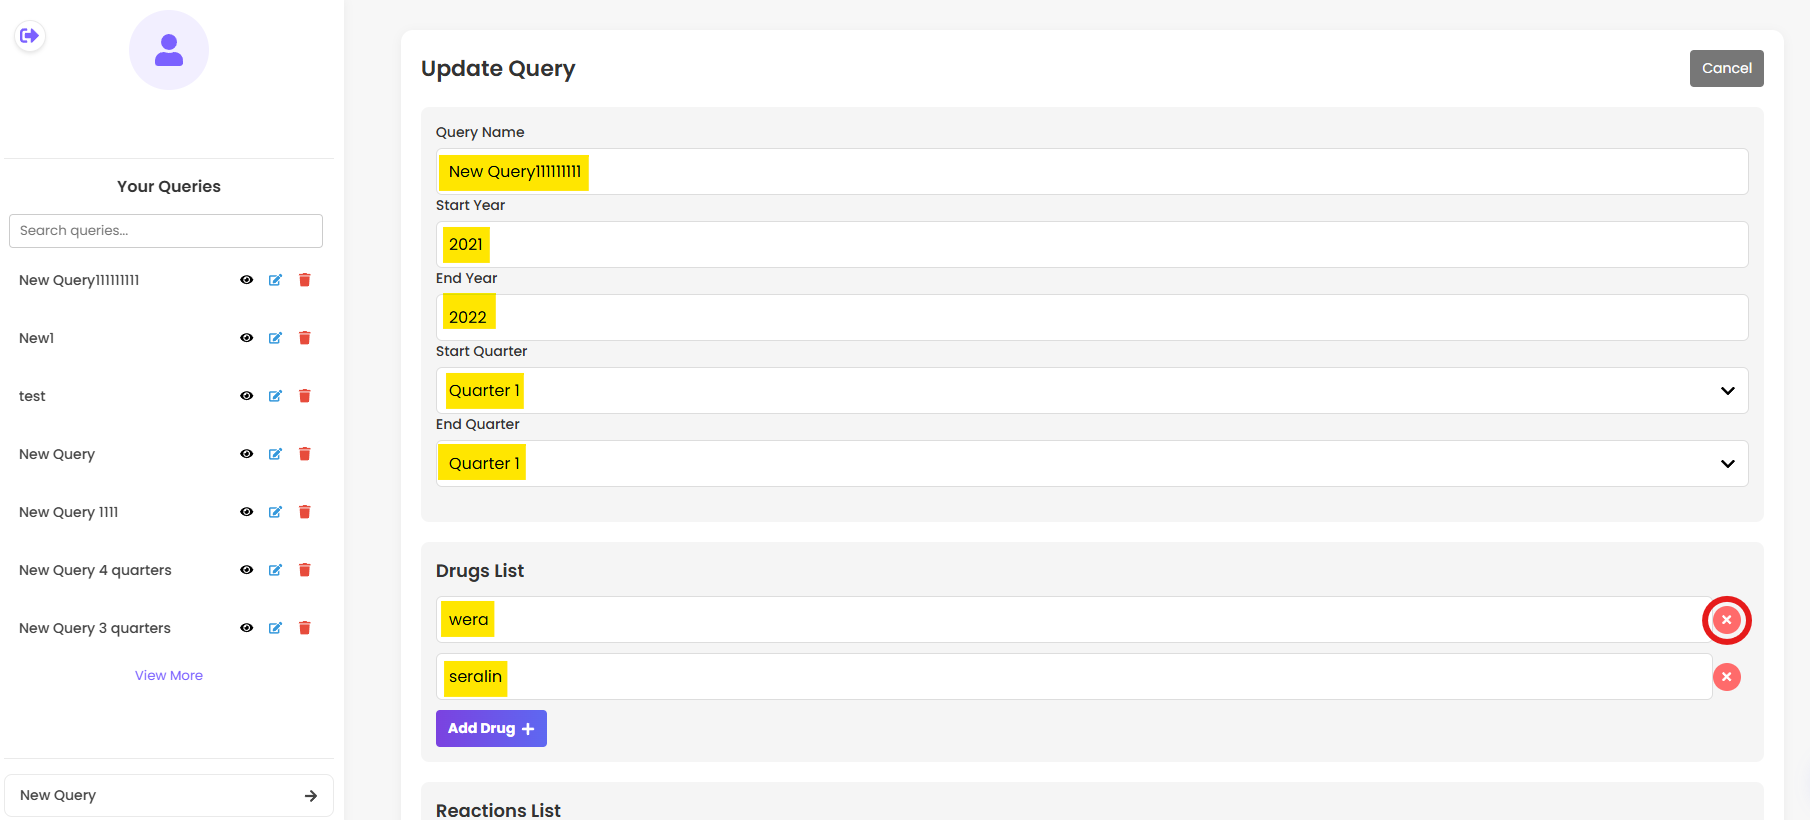 Your Queries
Search queries...
New Query111111111
New1
test
New Query
New Query 1111
New Query 4 quarters
New Query 3 quarters
View More
New Query
Update Query
Cancel
Query Name
New Query111111111
Start Year
2021
End Year
2022
Start Quarter
Quarter 1
End Quarter
Quarter 1
Drugs List
wera
seralin
Add Drug +
Reactions List